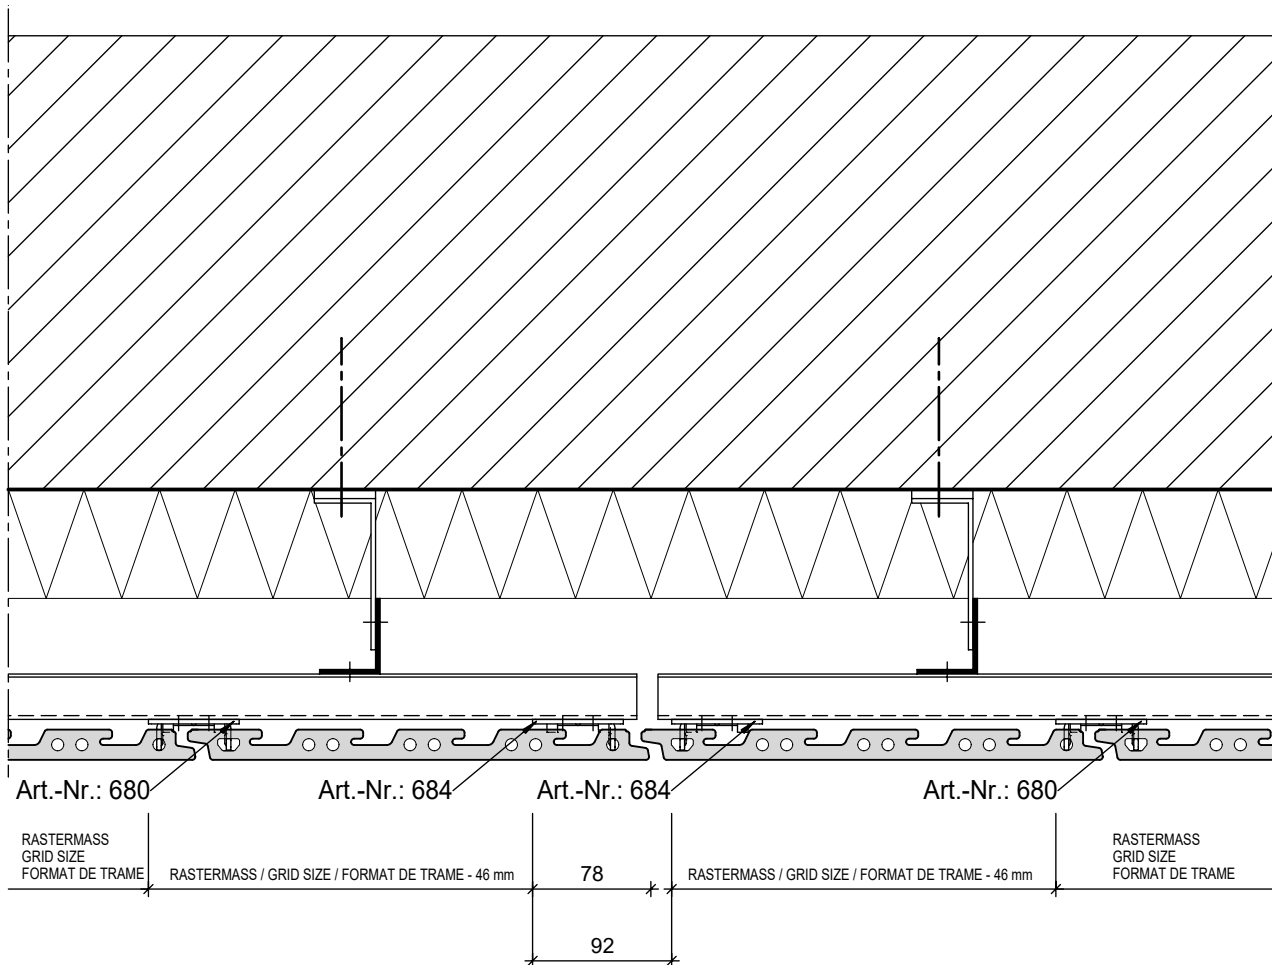 Art.-Nr.: 680
Art.-Nr.: 684
Art.-Nr.: 684
Art.-Nr.: 680
RASTERMASS
GRID SIZE
FORMAT DE TRAME
RASTERMASS / GRID SIZE / FORMAT DE TRAME - 46 mm
78
RASTERMASS / GRID SIZE / FORMAT DE TRAME - 46 mm
RASTERMASS
GRID SIZE
FORMAT DE TRAME
92